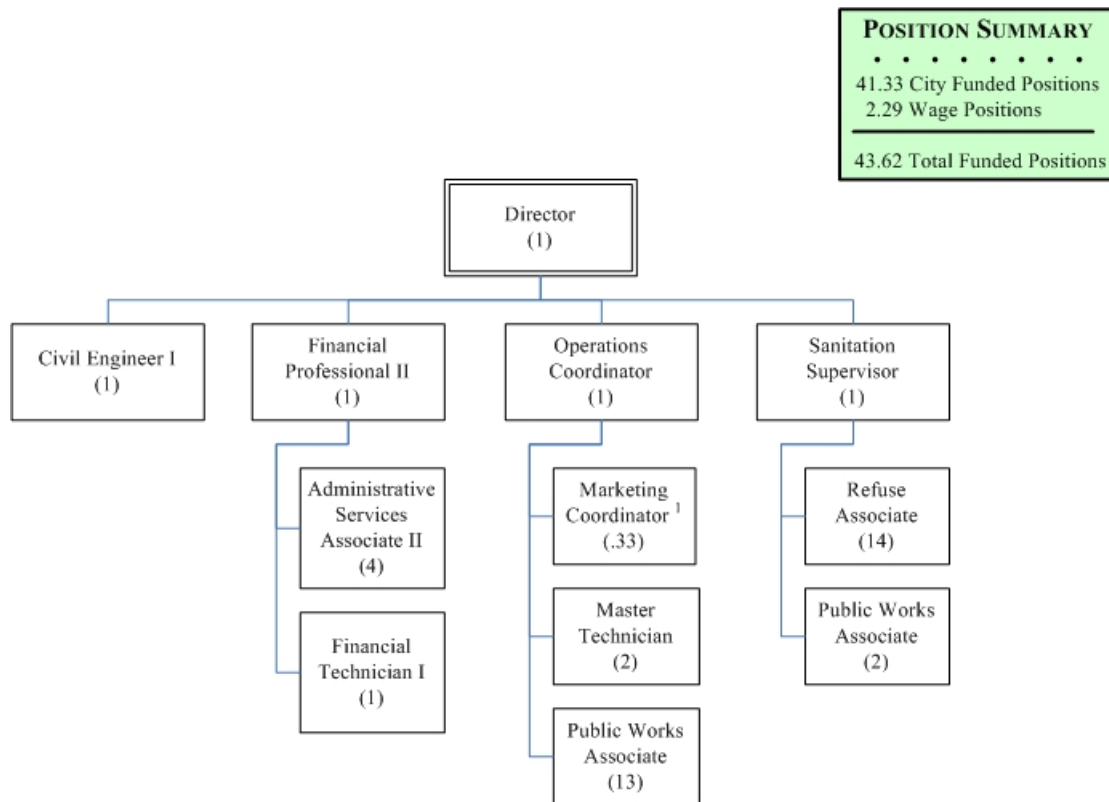 POSITION SUMMARY
. . . . . . . .
41.33 City Funded Positions
2.29 Wage Positions
43.62 Total Funded Positions
Director
(1)
Civil Engineer I
(1)
Financial
Professional II
(1)
Operations
Coordinator
(1)
Sanitation
Supervisor
(1)
Administrative
Services
Associate II
(4)
Financial
Technician I
(1)
Marketing
Coordinator 1
(.33)
Master
Technician
(2)
Public Works
Associate
(13)
Refuse
Associate
(14)
Public Works
Associate
(2)